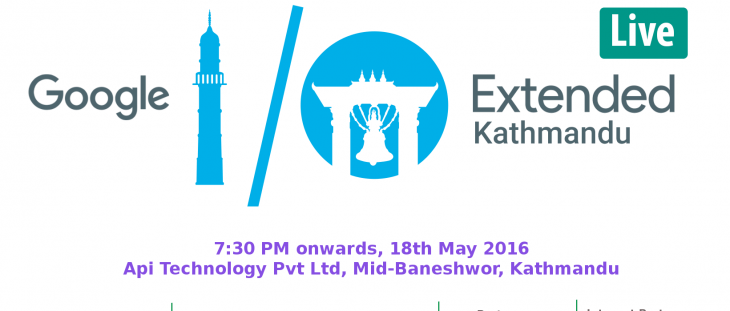 Live
Google I/O Extended
Kathmandu
7:30 PM onwards, 18th May 2016
Api Technology Pvt Ltd, Mid-Baneshwor, Kathmandu